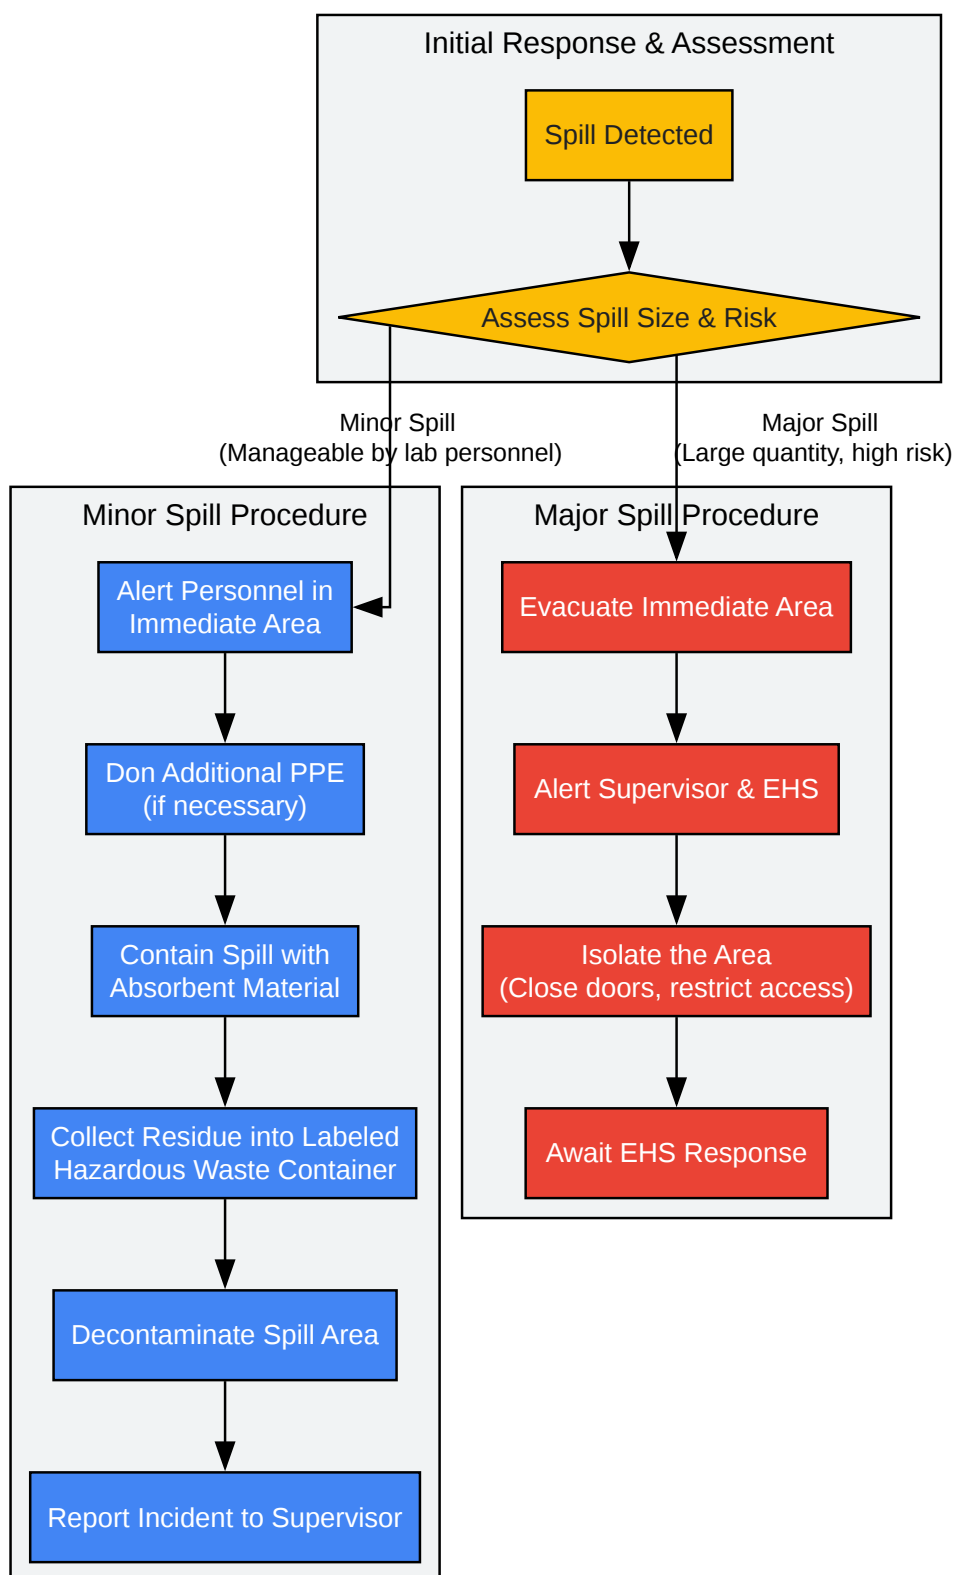 Initial Response & Assessment
Spill Detected
Assess Spill Size & Risk
Minor Spill
(Manageable by lab personnel)
Major Spill
(Large quantity, high risk)
Minor Spill Procedure
Alert Personnel in
Immediate Area
Don Additional PPE
(if necessary)
Contain Spill with
Absorbent Material
Collect Residue into Labeled
Hazardous Waste Container
Decontaminate Spill Area
Report Incident to Supervisor
Major Spill Procedure
Evacuate Immediate Area
Alert Supervisor & EHS
Isolate the Area
(Close doors, restrict access)
Await EHS Response